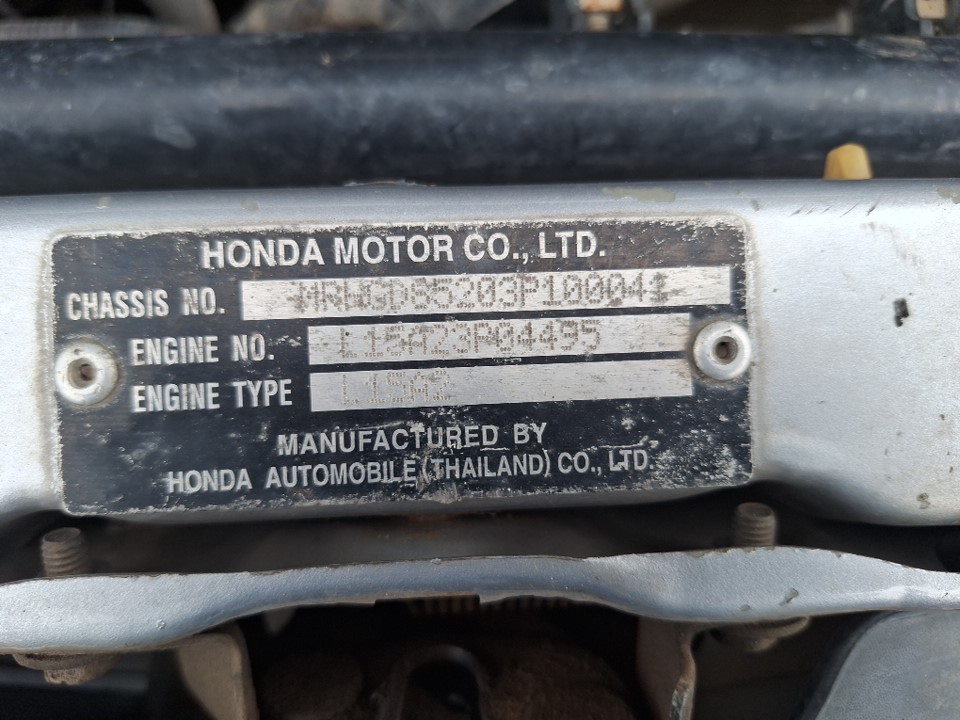 HONDA MOTOR CO., LTD.
CHASSIS NO. *MRHGD85203P100041*
ENGINE NO. L15A23P04495
ENGINE TYPE L15A2
MANUFACTURED BY
HONDA AUTOMOBILE (THAILAND) CO., LTD.